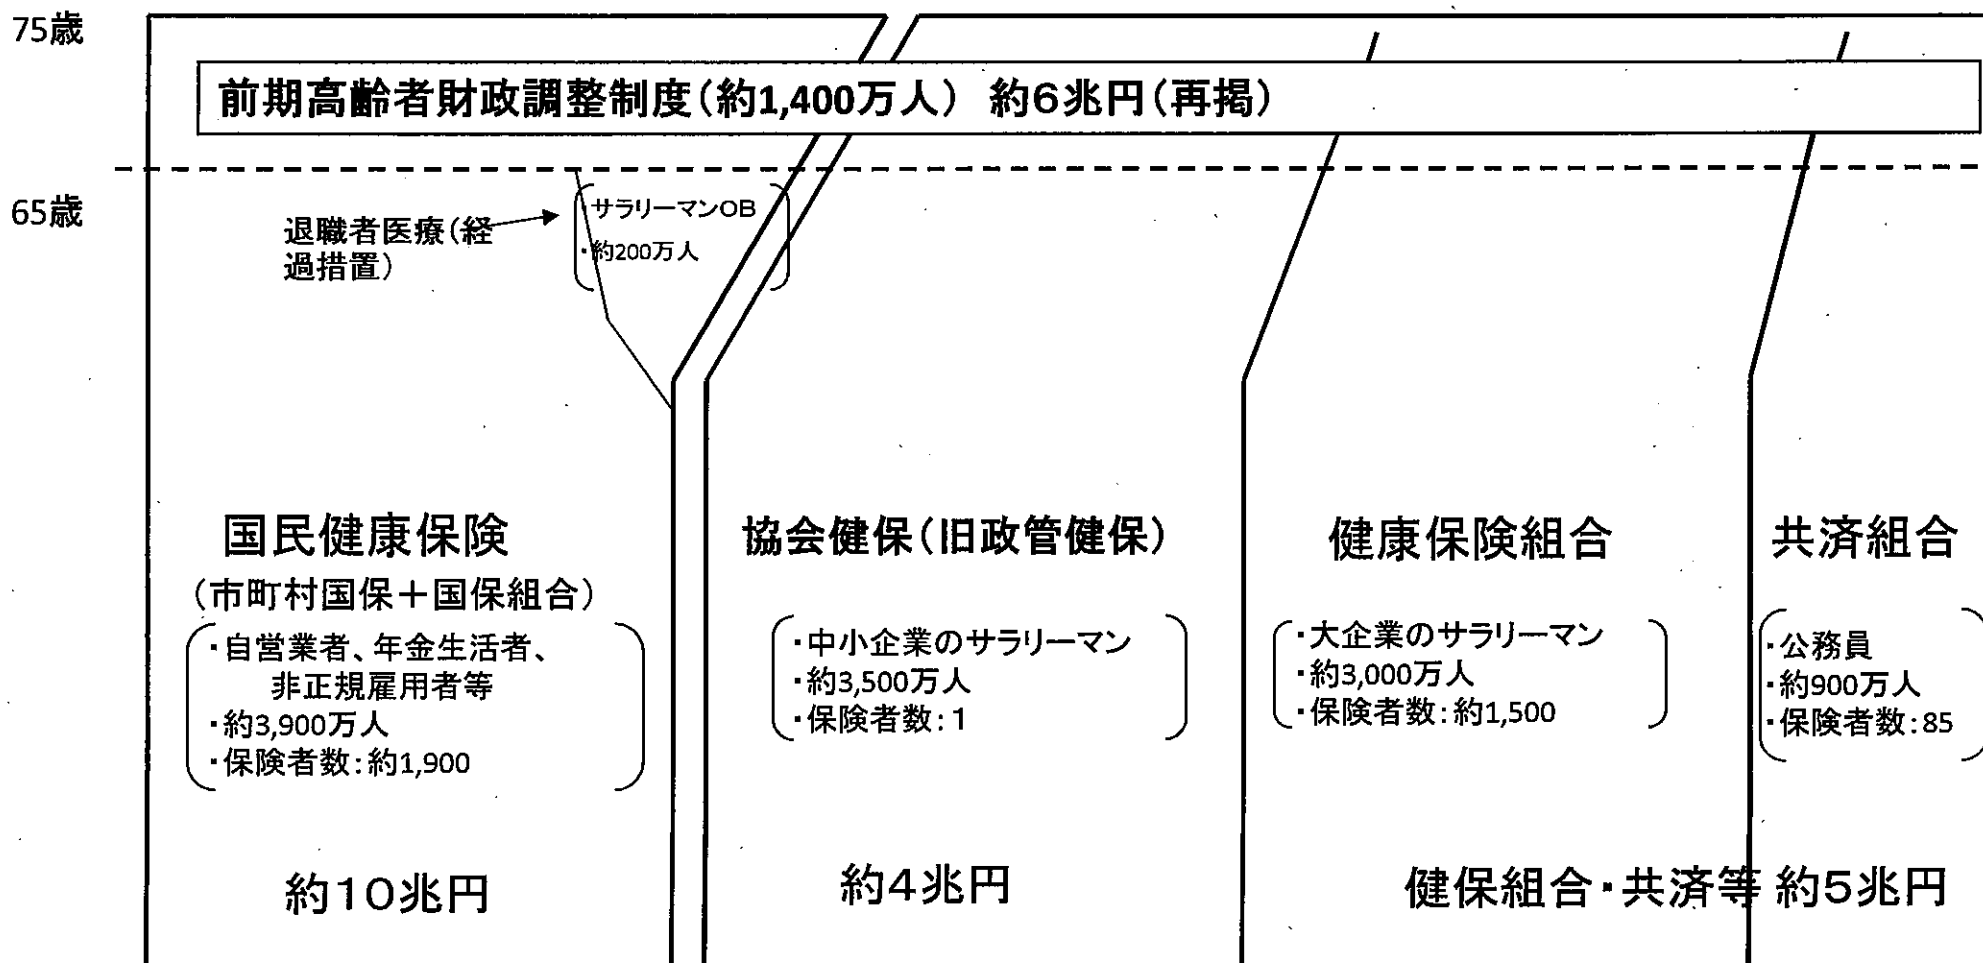 75歳
前期高齢者財政調整制度(約1,400万人) 約6兆円(再掲)
65歳
退職者医療(経
過措置)
サラリーマンOB
・約200万人
国民健康保険
(市町村国保+国保組合)
・自営業者、年金生活者、
非正規雇用者等
・約3,900万人
・保険者数:約1,900
約10兆円
協会健保(旧政管健保)
・中小企業のサラリーマン
・約3,500万人
・保険者数:1
約4兆円
健康保険組合
・大企業のサラリーマン
・約3,000万人
・保険者数:約1,500
共済組合
・公務員
・約900万人
・保険者数:85
健保組合・共済等 約5兆円